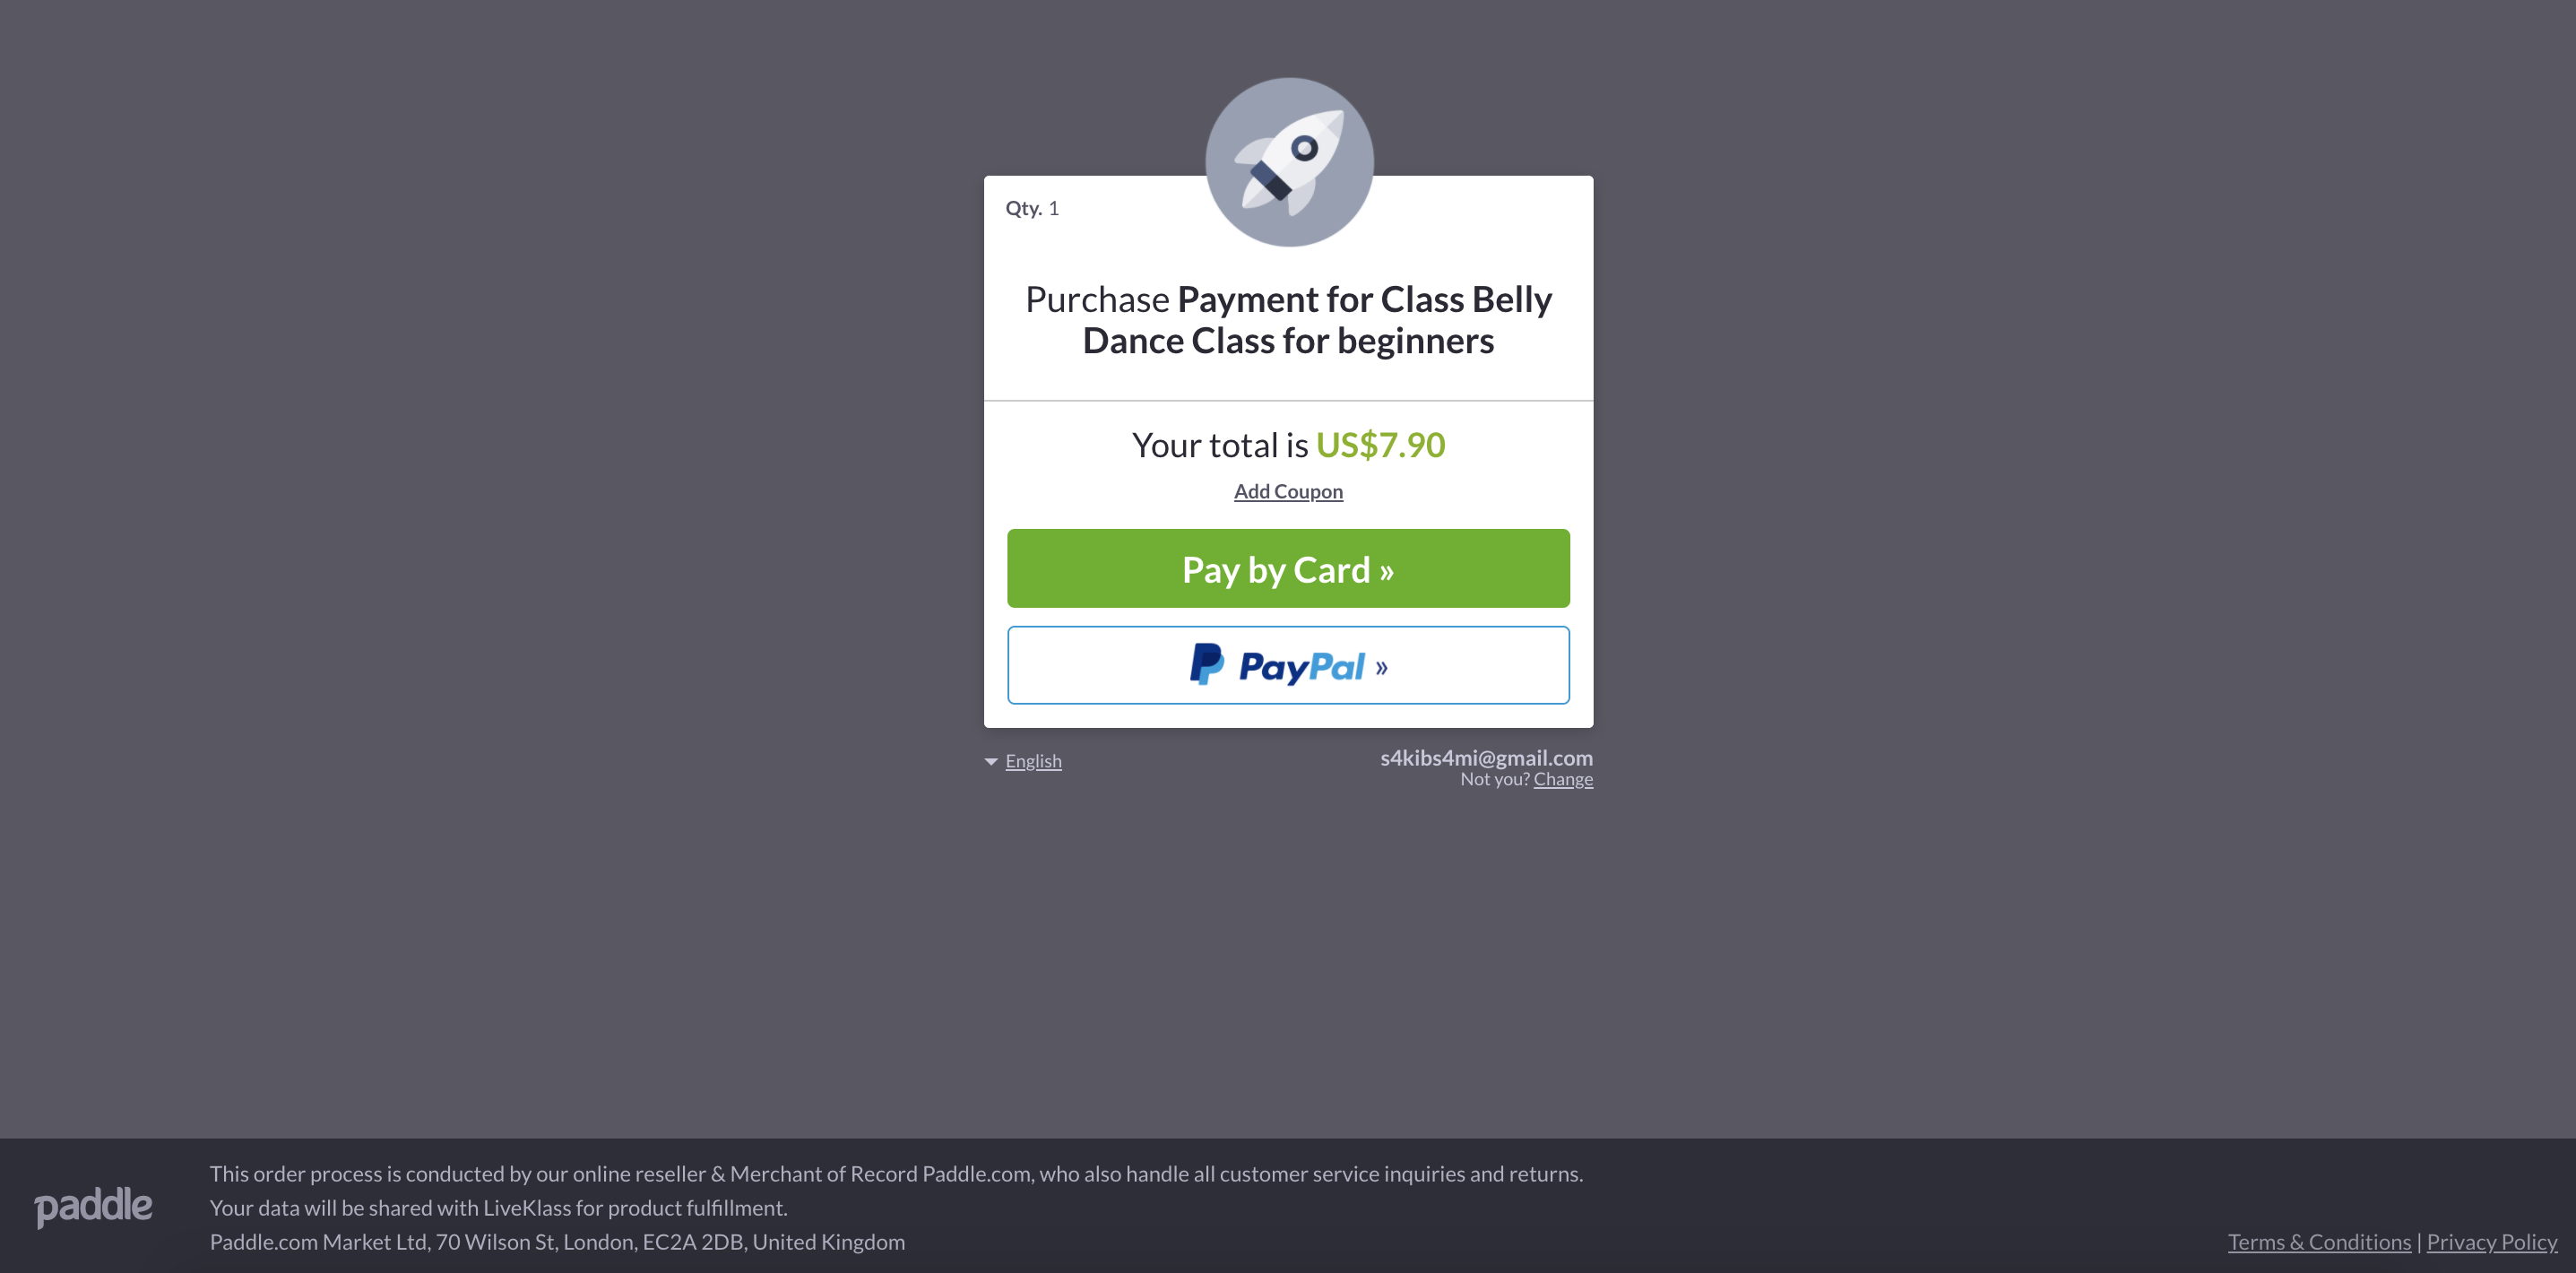 Qty. 1
Purchase Payment for Class Belly
Dance Class for beginners
Your total is US$7.90
Add Coupon
Pay by Card »
PayPal »
English
s4kibs4mi@gmail.com
Not you? Change
paddle
This order process is conducted by our online reseller & Merchant of Record Paddle.com, who also handle all customer service inquiries and returns.
Your data will be shared with LiveKlass for product fulfillment.
Paddle.com Market Ltd, 70 Wilson St, London, EC2A 2DB, United Kingdom
Terms & Conditions | Privacy Policy